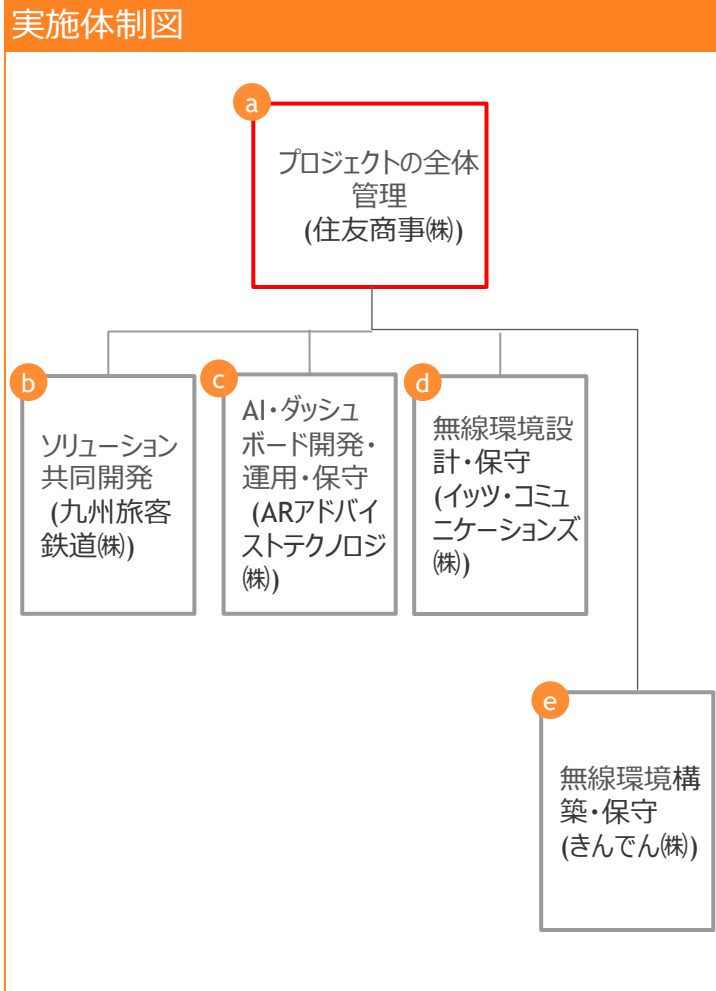 実施体制図
a
プロジェクトの全体
管理
(住友商事㈱)
b
ソリューション
共同開発
(九州旅客
鉄道㈱)
c
AI・ダッシュ
ボード開発・
運用・保守
(ARアドバイ
ストテクノロジ
㈱)
d
無線環境設
計・保守
(イッツ・コミュ
ニケーションズ
㈱)
e
無線環境構
築・保守
(きんでん㈱)